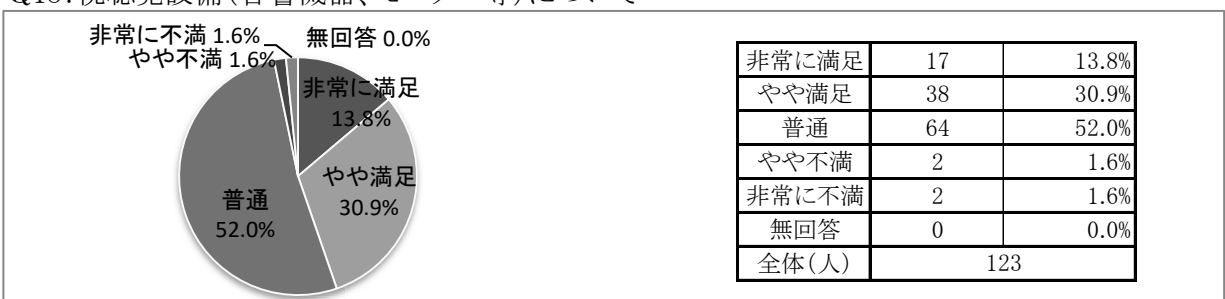 非常に不満 1.6%
無回答 0.0%
やや不満 1.6%
非常に満足
13.8%
やや満足
30.9%
普通
52.0%
非常に満足 17 13.8%
やや満足 38 30.9%
普通 64 52.0%
やや不満 2 1.6%
非常に不満 2 1.6%
無回答 0 0.0%
全体(人) 123